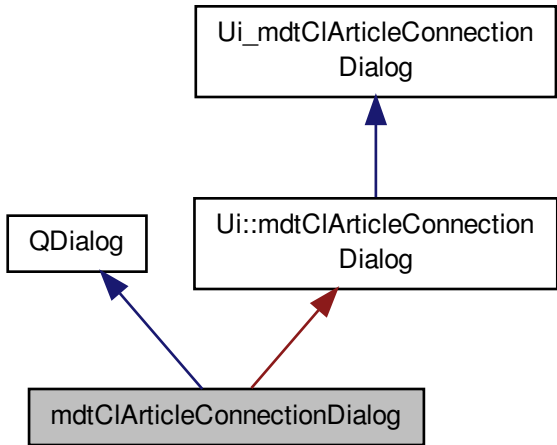 Ui_mdtClArticleConnection
Dialog
Ui::mdtClArticleConnection
Dialog
QDialog
mdtClArticleConnectionDialog